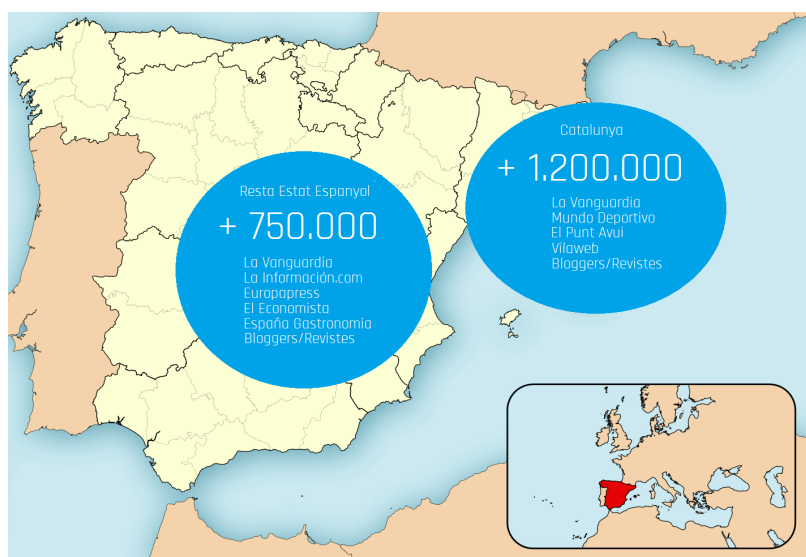 Catalunya
+ 1.200.000
La Vanguardia
Mundo Deportivo
El Punt Avui
Vilaweb
Bloggers/Revistes
Resta Estat Espanyol
+ 750.000
La Vanguardia
La Información.com
Europapress
El Economista
España Gastronomia
Bloggers/Revistes